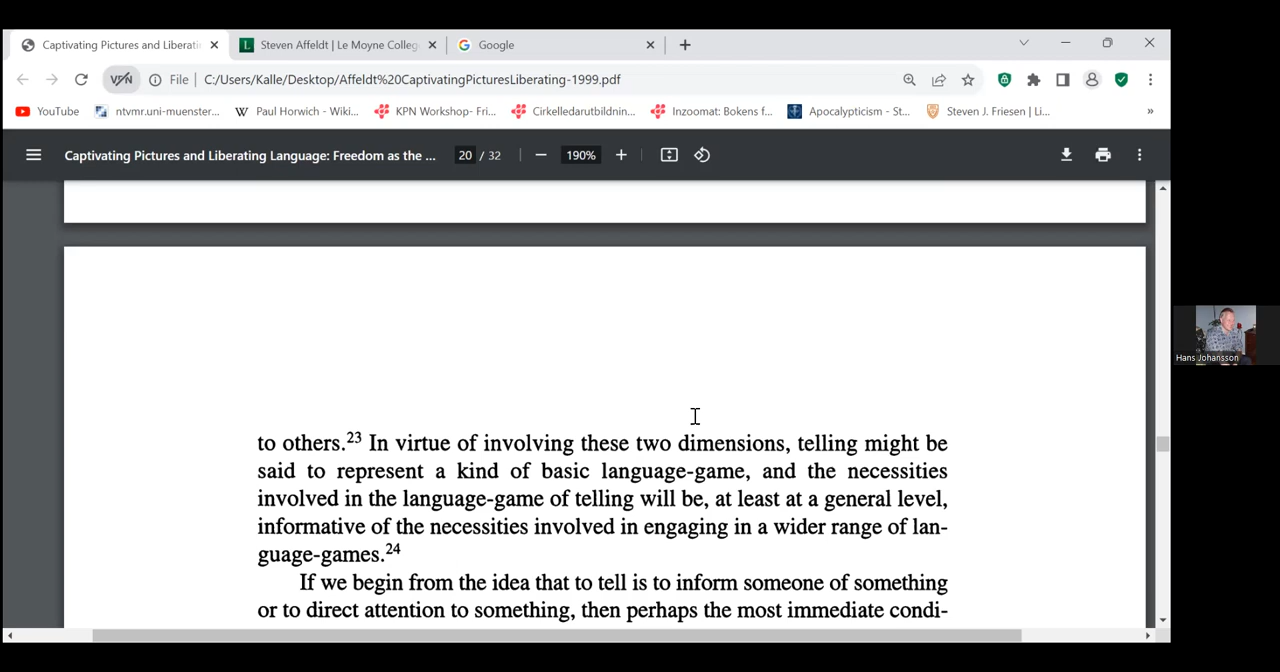 Captivating Pictures and Liberati
Steven Affeldt | Le Moyne Colleg
Google
VPN
File
C:/Users/Kalle/Desktop/Affeldt%20CaptivatingPicturesLiberating-1999.pdf
YouTube
ntvmr.uni-muenster...
Paul Horwich - Wiki...
KPN Workshop- Fri...
Cirkelledarutbildnin...
Inzoomat: Bokens f...
Apocalypticism - St...
Steven J. Friesen | Li...
»
Captivating Pictures and Liberating Language: Freedom as the ...
20 / 32
190%
to others.23 In virtue of involving these two dimensions, telling might be
said to represent a kind of basic language-game, and the necessities
involved in the language-game of telling will be, at least at a general level,
informative of the necessities involved in engaging in a wider range of lan-
guage-games.24
If we begin from the idea that to tell is to inform someone of something
or to direct attention to something, then perhaps the most immediate condi-
Hans Johansson